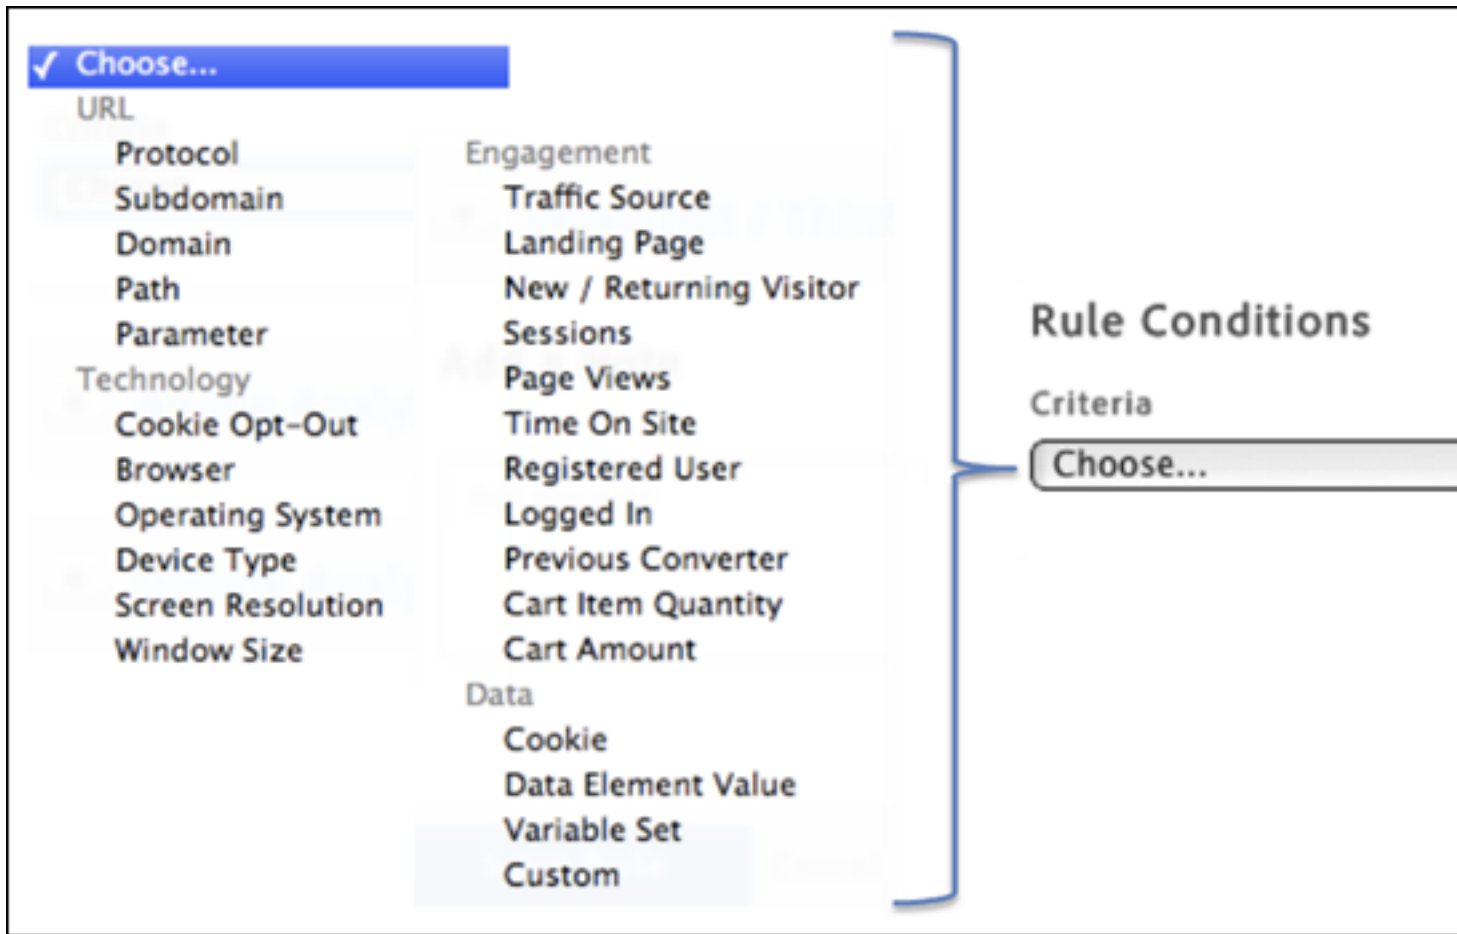 ✓ Choose...
URL
Protocol
Subdomain
Domain
Path
Parameter
Technology
Cookie Opt-Out
Browser
Operating System
Device Type
Screen Resolution
Window Size
Engagement
Traffic Source
Landing Page
New / Returning Visitor
Sessions
Page Views
Time On Site
Registered User
Logged In
Previous Converter
Cart Item Quantity
Cart Amount
Data
Cookie
Data Element Value
Variable Set
Custom
Rule Conditions
Criteria
Choose...